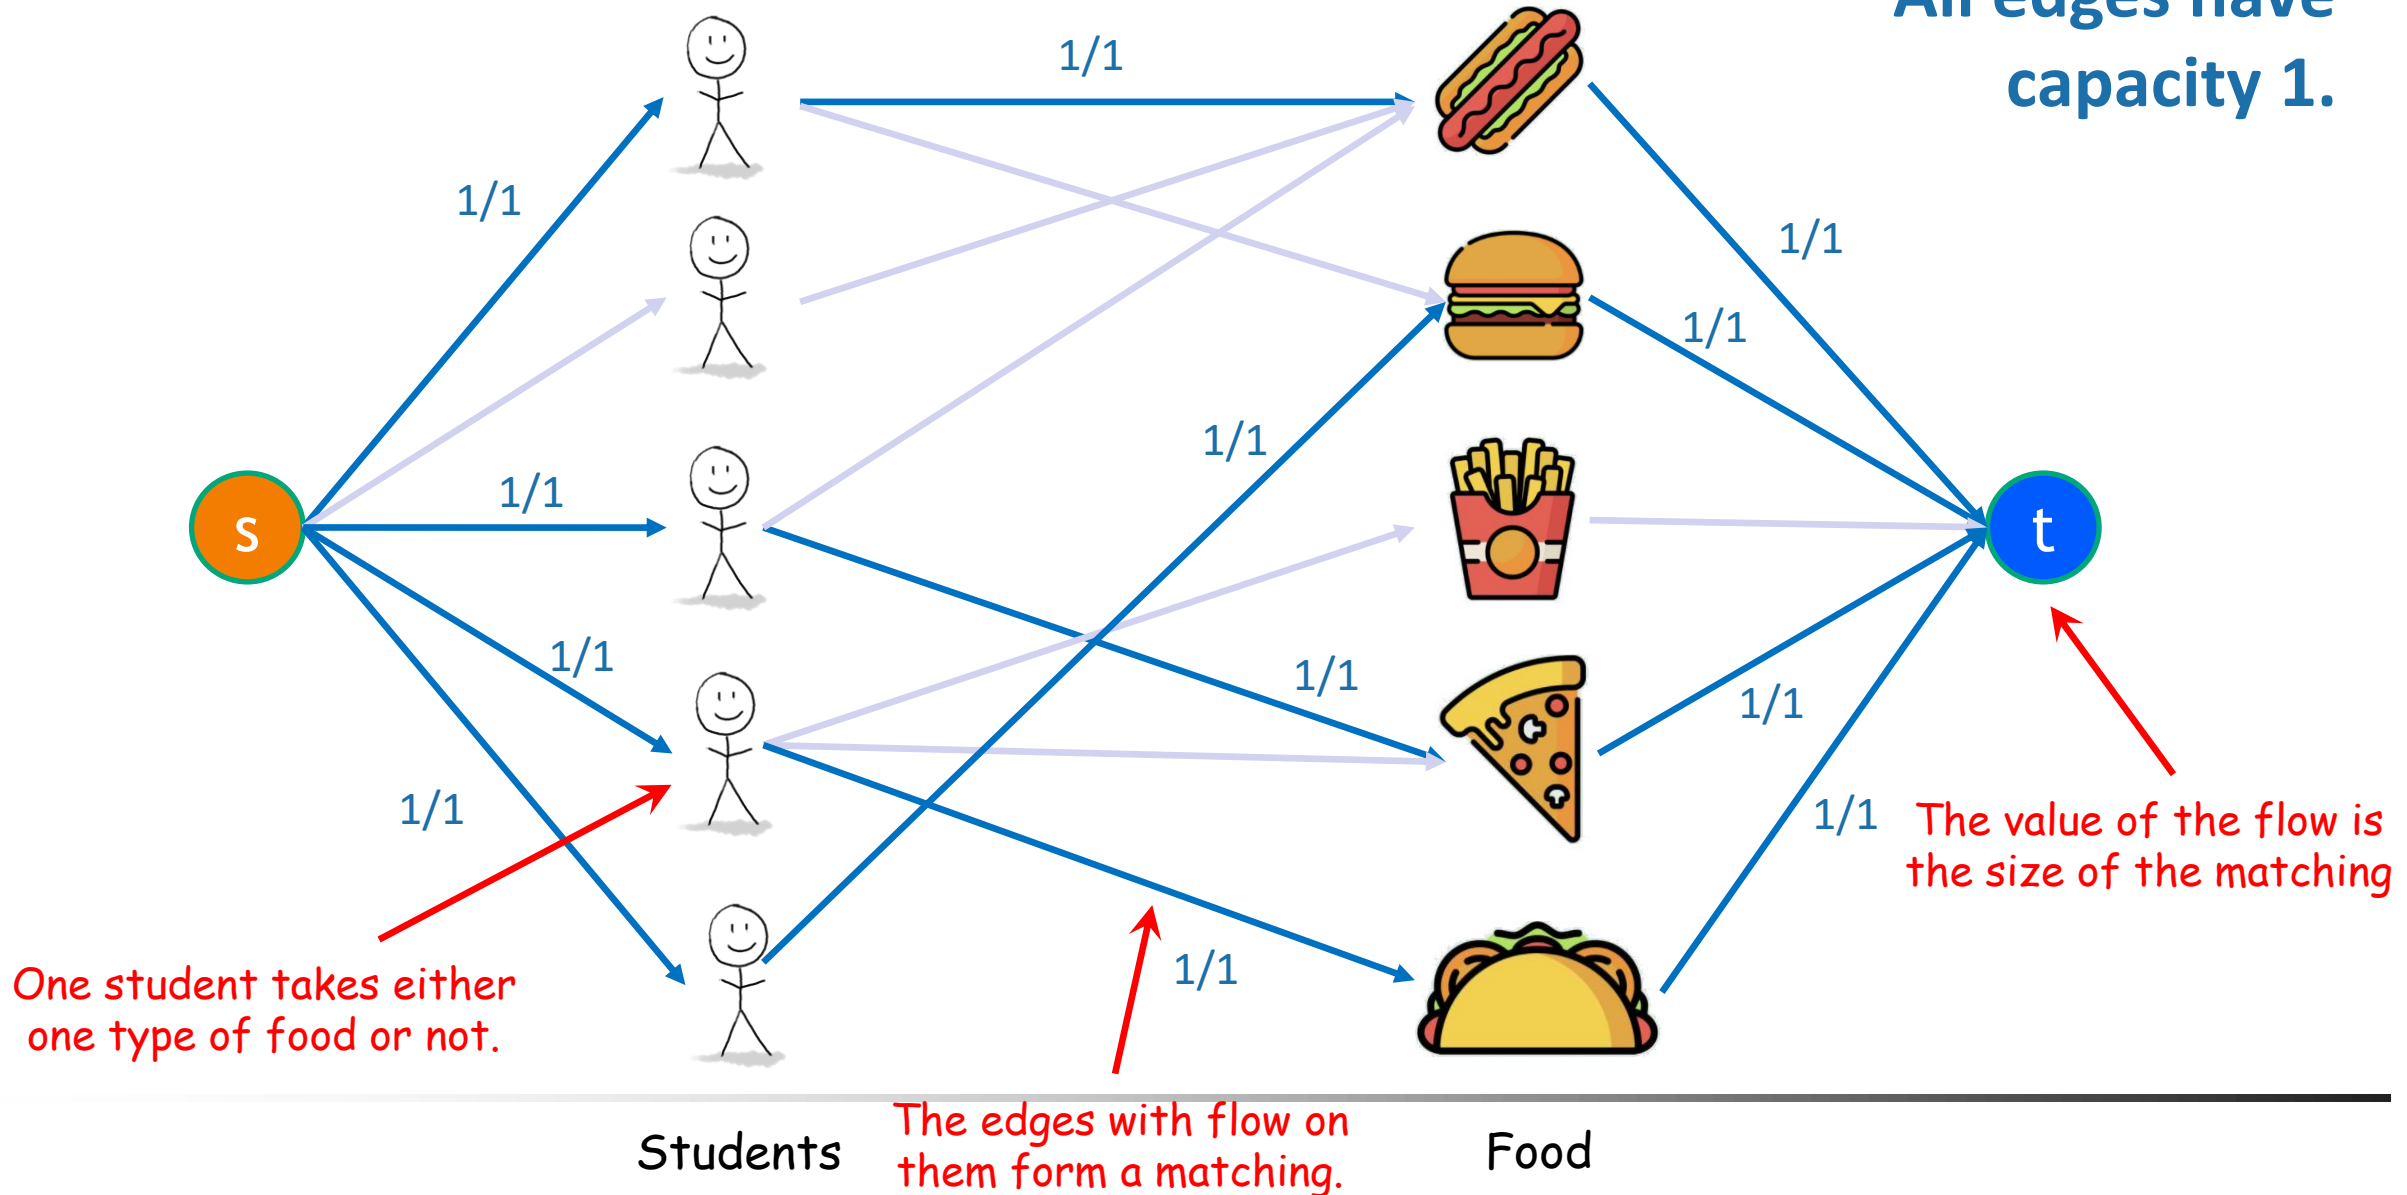 All edges have
capacity 1.
1/1
1/1
1/1
1/1
1/1
1/1
s
t
1/1
1/1
1/1
1/1
1/1
1/1
The value of the flow is
the size of the matching
One student takes either
one type of food or not.
The edges with flow on
them form a matching.
Students
Food